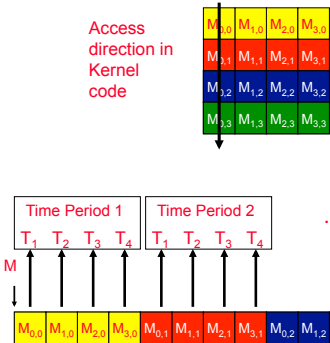 Access
direction in
Kernel
code
M0,0 M1,0 M2,0 M3,0
M0,1 M1,1 M2,1 M3,1
M0,2 M1,2 M2,2 M3,2
M0,3 M1,3 M2,3 M3,3
Time Period 1 Time Period 2
T1 T2 T3 T4 T1 T2 T3 T4
M
M0,0 M1,0 M2,0 M3,0 M0,1 M1,1 M2,1 M3,1 M0,2 M1,2